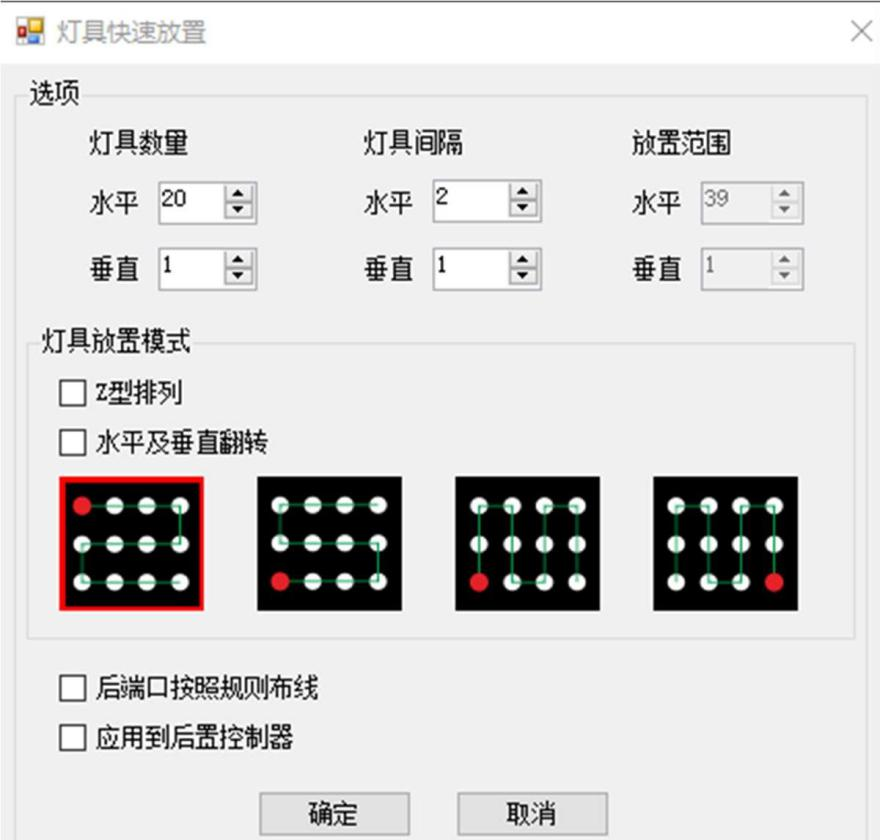 灯具快速放置
选项
灯具数量 灯具间隔 放置范围
水平 20 水平 2 水平 39
垂直 1 垂直 1 垂直 1
灯具放置模式
Z型排列
水平及垂直翻转
后端口按照规则布线
应用到后置控制器
确定 取消